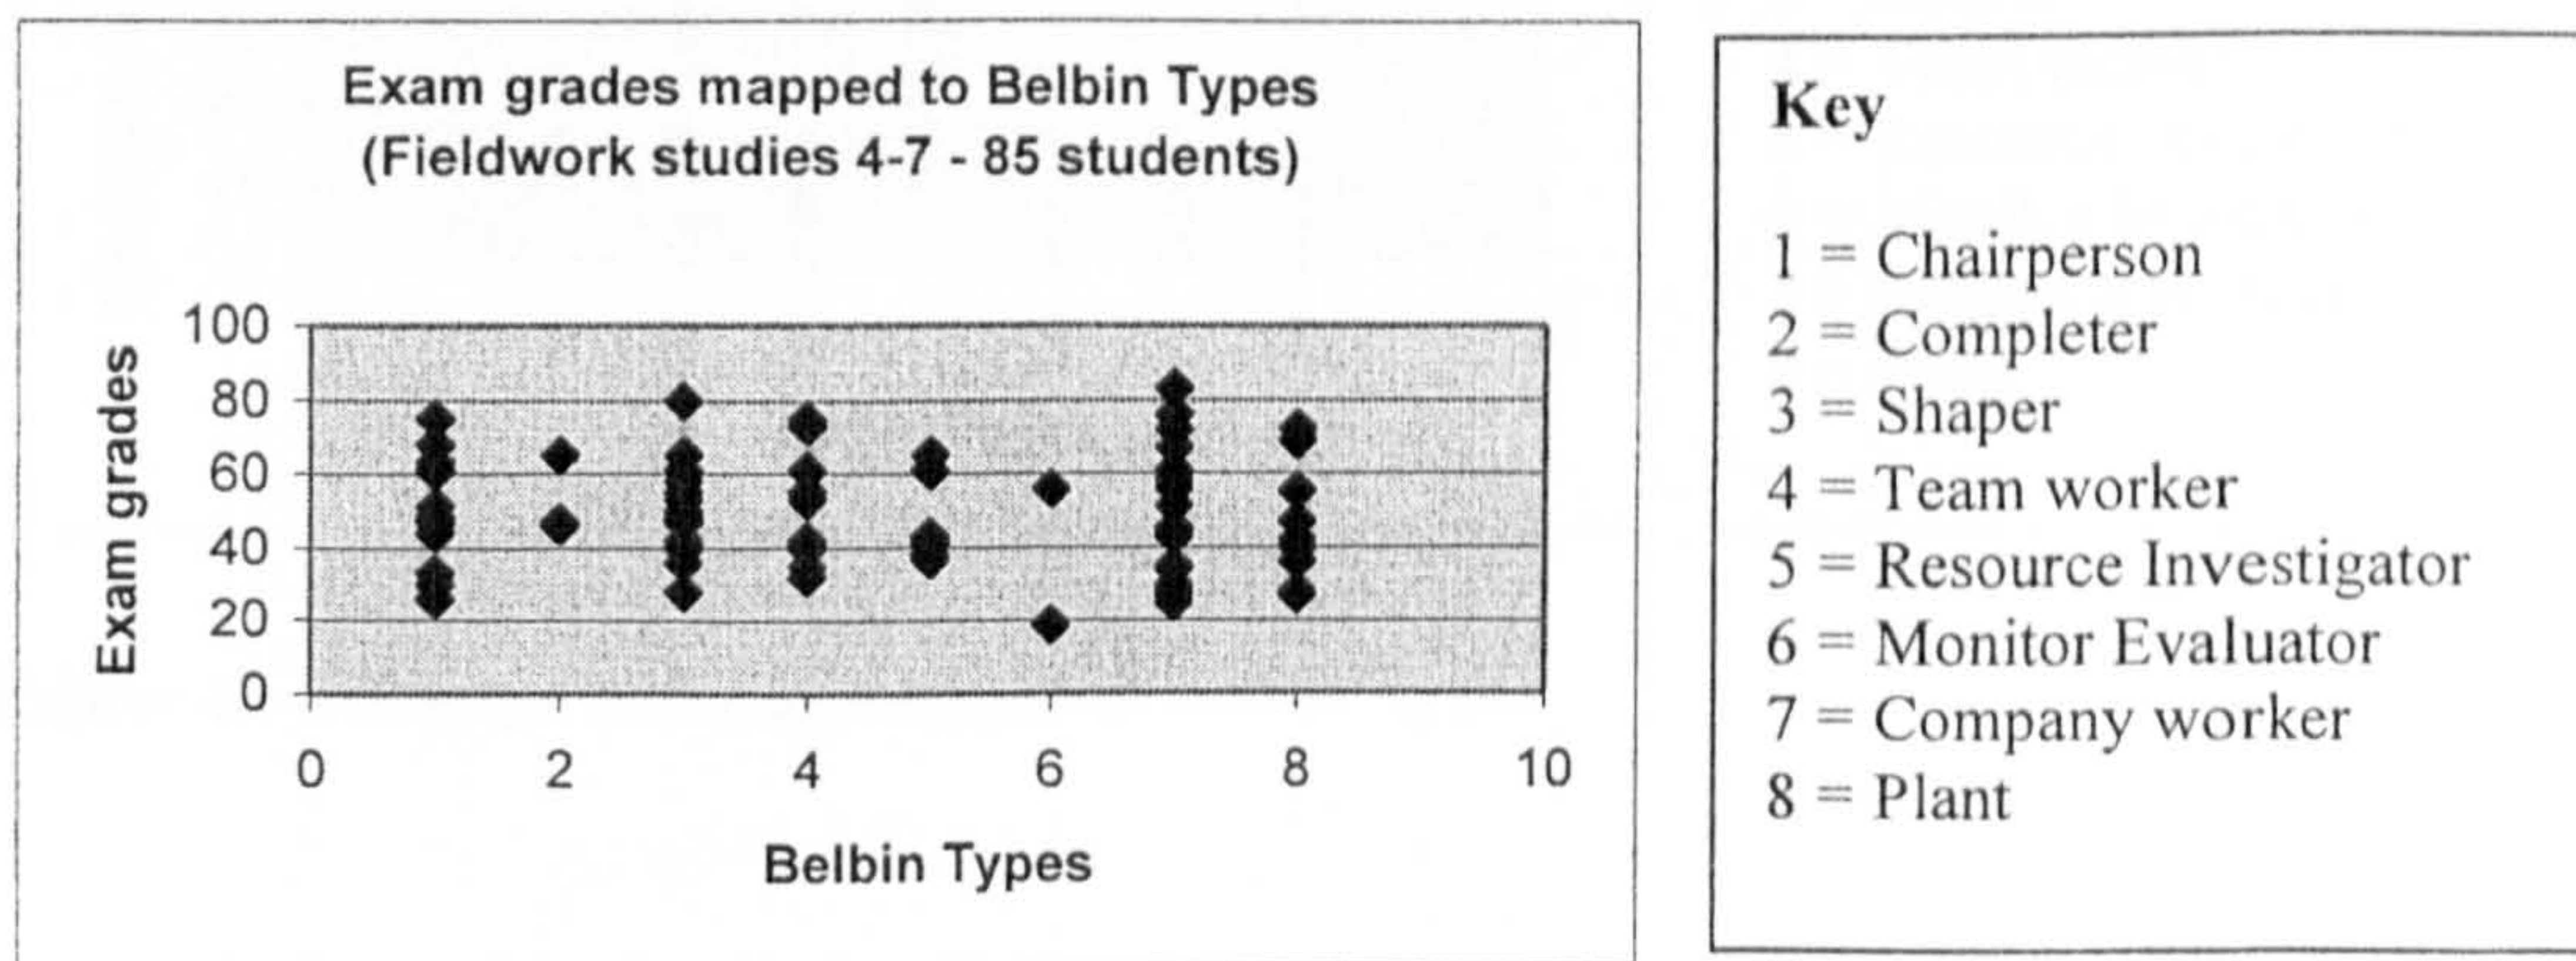 Exam grades mapped to Belbin Types
(Fieldwork studies 4-7 - 85 students)
Exam grades
100
80
60
40
20
0
0 2 4 6 8 10
Belbin Types
Key
1 = Chairperson
2 = Completer
3 = Shaper
4 = Team worker
5 = Resource Investigator
6 = Monitor Evaluator
7 = Company worker
8 = Plant